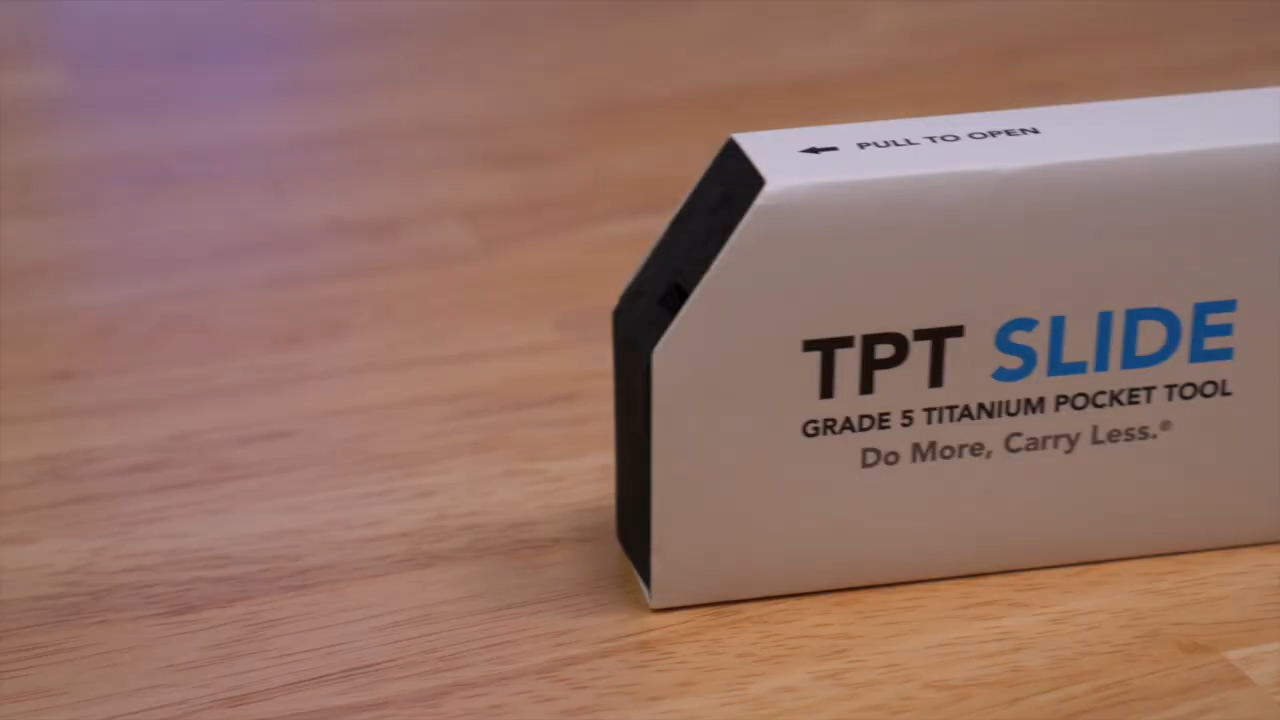 PULL TO OPEN
TPT SLIDE
GRADE 5 TITANIUM POCKET TOOL
Do More, Carry Less.®